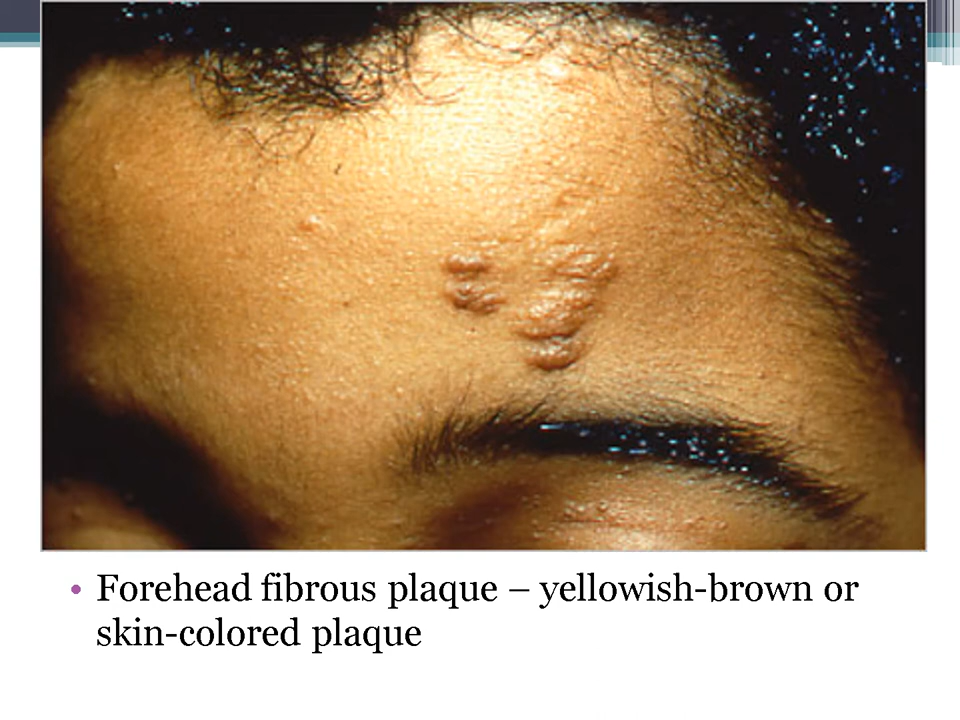 • Forehead fibrous plaque – yellowish-brown or
skin-colored plaque